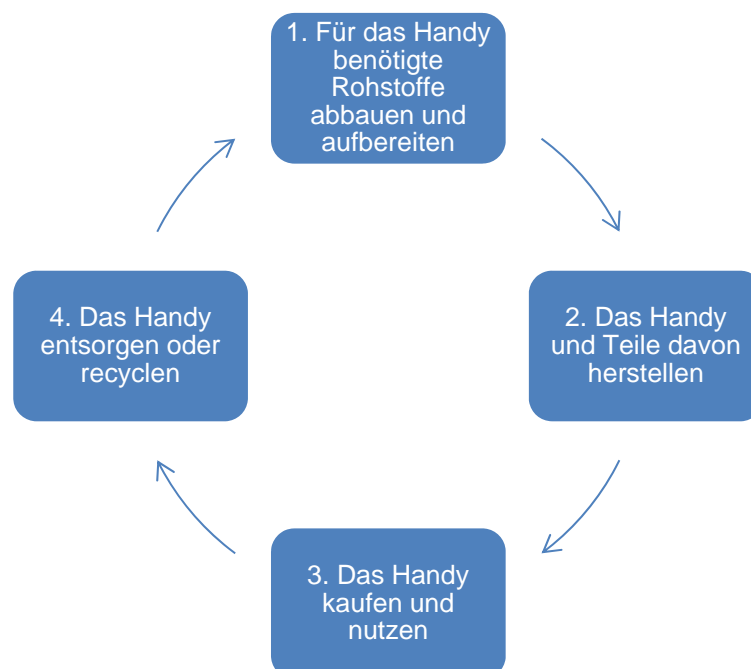 1. Für das Handy
benötigte
Rohstoffe
abbauen und
aufbereiten
2. Das Handy
und Teile davon
herstellen
3. Das Handy
kaufen und
nutzen
4. Das Handy
entsorgen oder
recyclen